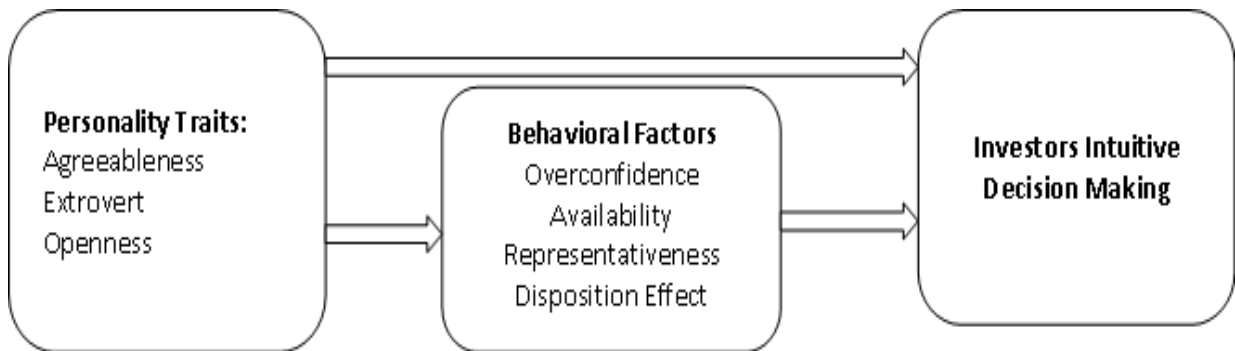 Personality Traits:
Agreeableness
Extrovert
Openness
Behavioral Factors
Overconfidence
Availability
Representativeness
Disposition Effect
Investors Intuitive
Decision Making